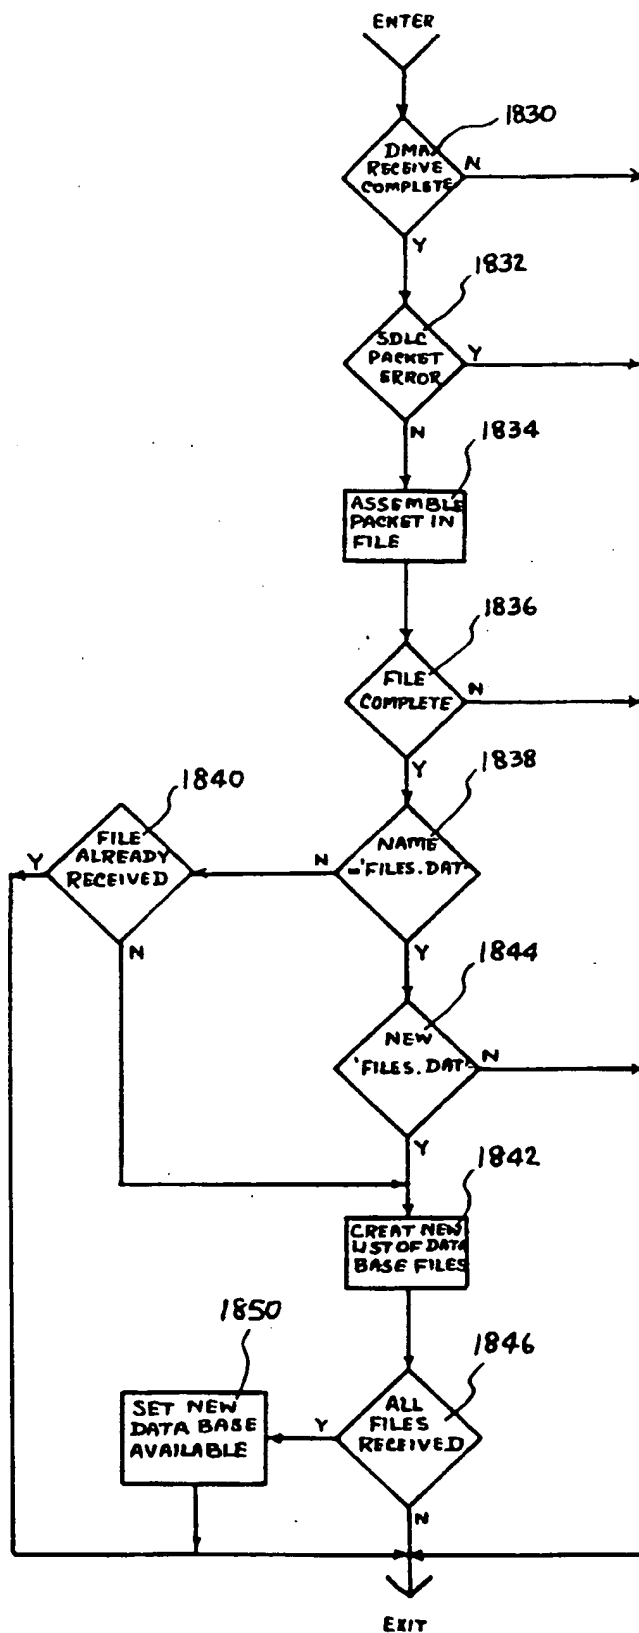 ENTER
1830
DMA
RECEIVE
COMPLETE
N
Y
1832
SDLC
PACKET
ERROR
Y
N
1834
ASSEMBLE
PACKET IN
FILE
1836
FILE
COMPLETE
N
Y
1838
NAME
='FILES.DAT'
N
Y
1840
FILE
ALREADY
RECEIVED
Y
N
1844
NEW
'FILES.DAT'
N
Y
1842
CREAT NEW
LIST OF DATA
BASE FILES
1846
ALL
FILES
RECEIVED
Y
N
1850
SET NEW
DATA BASE
AVAILABLE
EXIT